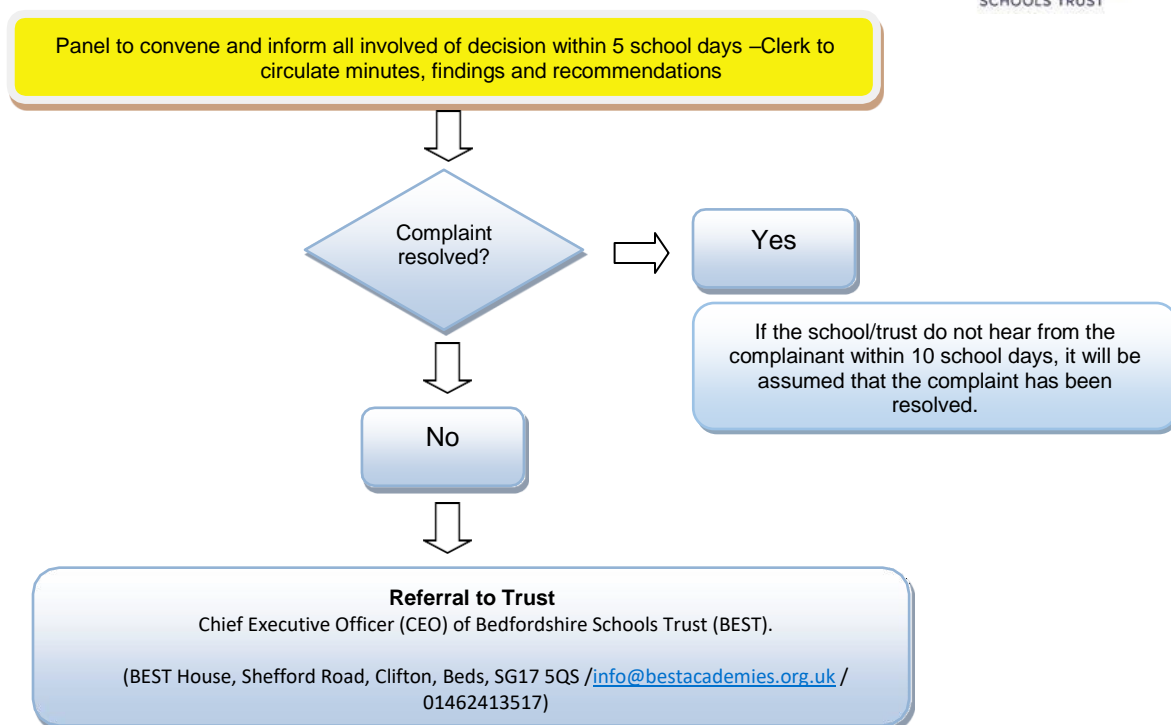 SCHOOLS TRUST
Panel to convene and inform all involved of decision within 5 school days –Clerk to
circulate minutes, findings and recommendations
Complaint
resolved?
Yes
If the school/trust do not hear from the
complainant within 10 school days, it will be
assumed that the complaint has been
resolved.
No
Referral to Trust
Chief Executive Officer (CEO) of Bedfordshire Schools Trust (BEST).
(BEST House, Shefford Road, Clifton, Beds, SG17 5QS /info@bestacademies.org.uk /
01462413517)